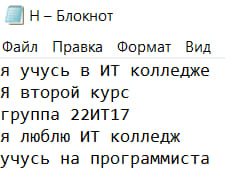 Н – Блокнот
Файл Правка Формат Вид
я учусь в ИТ колледже
Я второй курс
группа 22ИТ17
я люблю ИТ колледж
учусь на программиста